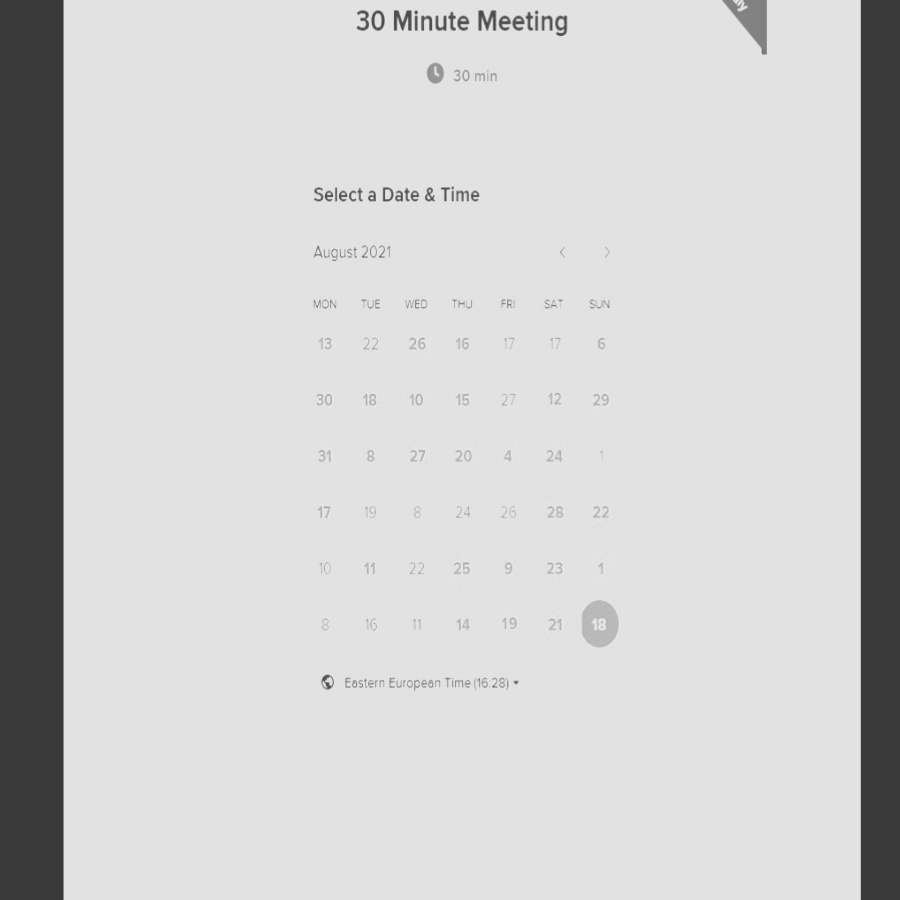 30 Minute Meeting
30 min
Select a Date & Time
August 2021
MON TUE WED THU FRI SAT SUN
13 22 26 16 17 17 6
30 18 10 15 27 12 29
31 8 27 20 4 24 1
17 19 8 24 26 28 22
10 11 22 25 9 23 1
8 16 11 14 19 21 18
Eastern European Time (16:28)